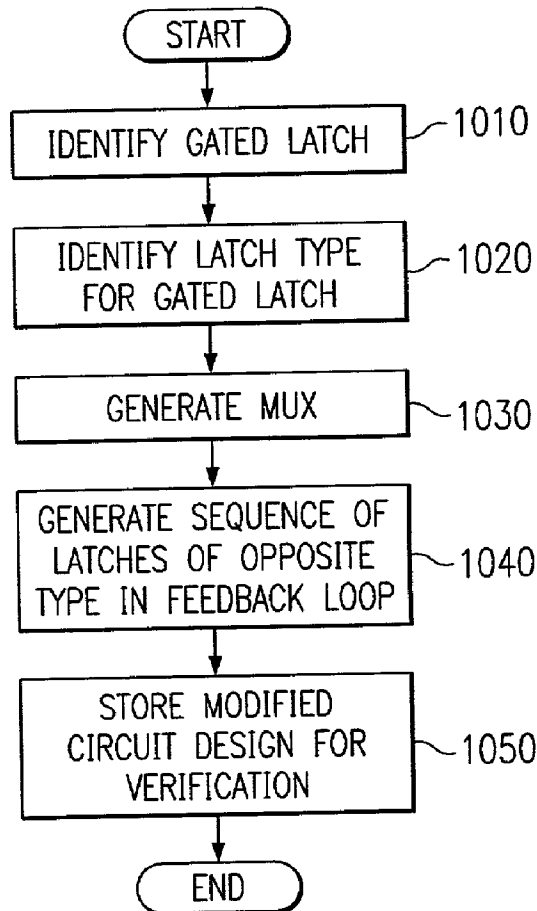 START
IDENTIFY GATED LATCH
1010
IDENTIFY LATCH TYPE
FOR GATED LATCH
1020
GENERATE MUX
1030
GENERATE SEQUENCE OF
LATCHES OF OPPOSITE
TYPE IN FEEDBACK LOOP
1040
STORE MODIFIED
CIRCUIT DESIGN FOR
VERIFICATION
1050
END